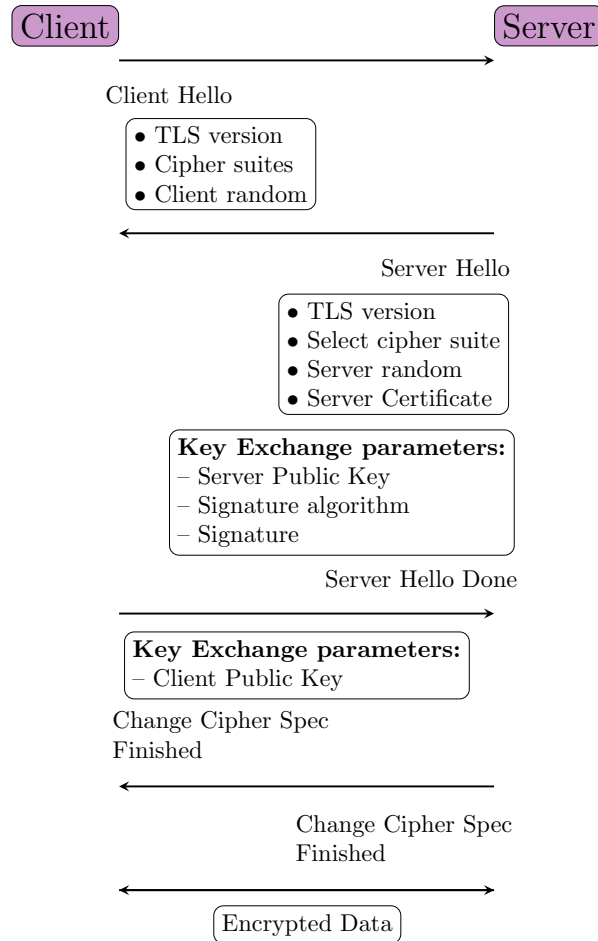 Client
Server
Client Hello
• TLS version
• Cipher suites
• Client random
Server Hello
• TLS version
• Select cipher suite
• Server random
• Server Certificate
Key Exchange parameters:
– Server Public Key
– Signature algorithm
– Signature
Server Hello Done
Key Exchange parameters:
– Client Public Key
Change Cipher Spec
Finished
Change Cipher Spec
Finished
Encrypted Data